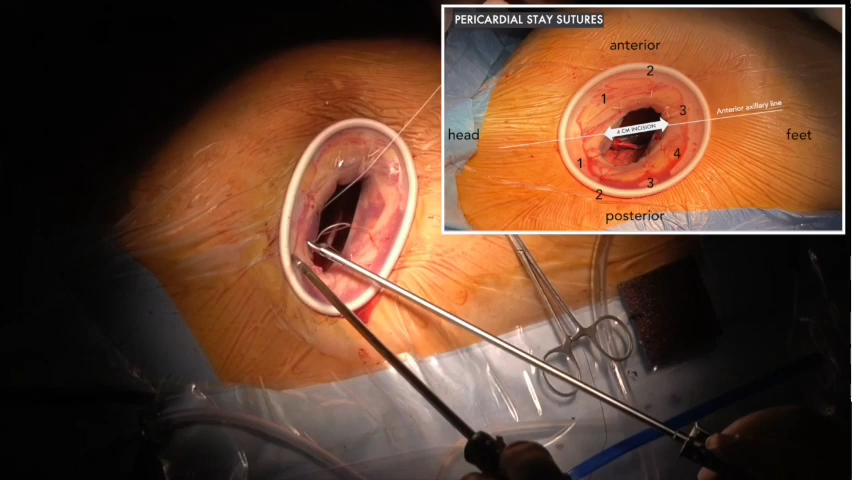 PERICARDIAL STAY SUTURES
anterior
2
1
3
Anterior axillary line
4 CM INCISION
head
feet
4
1
3
2
posterior